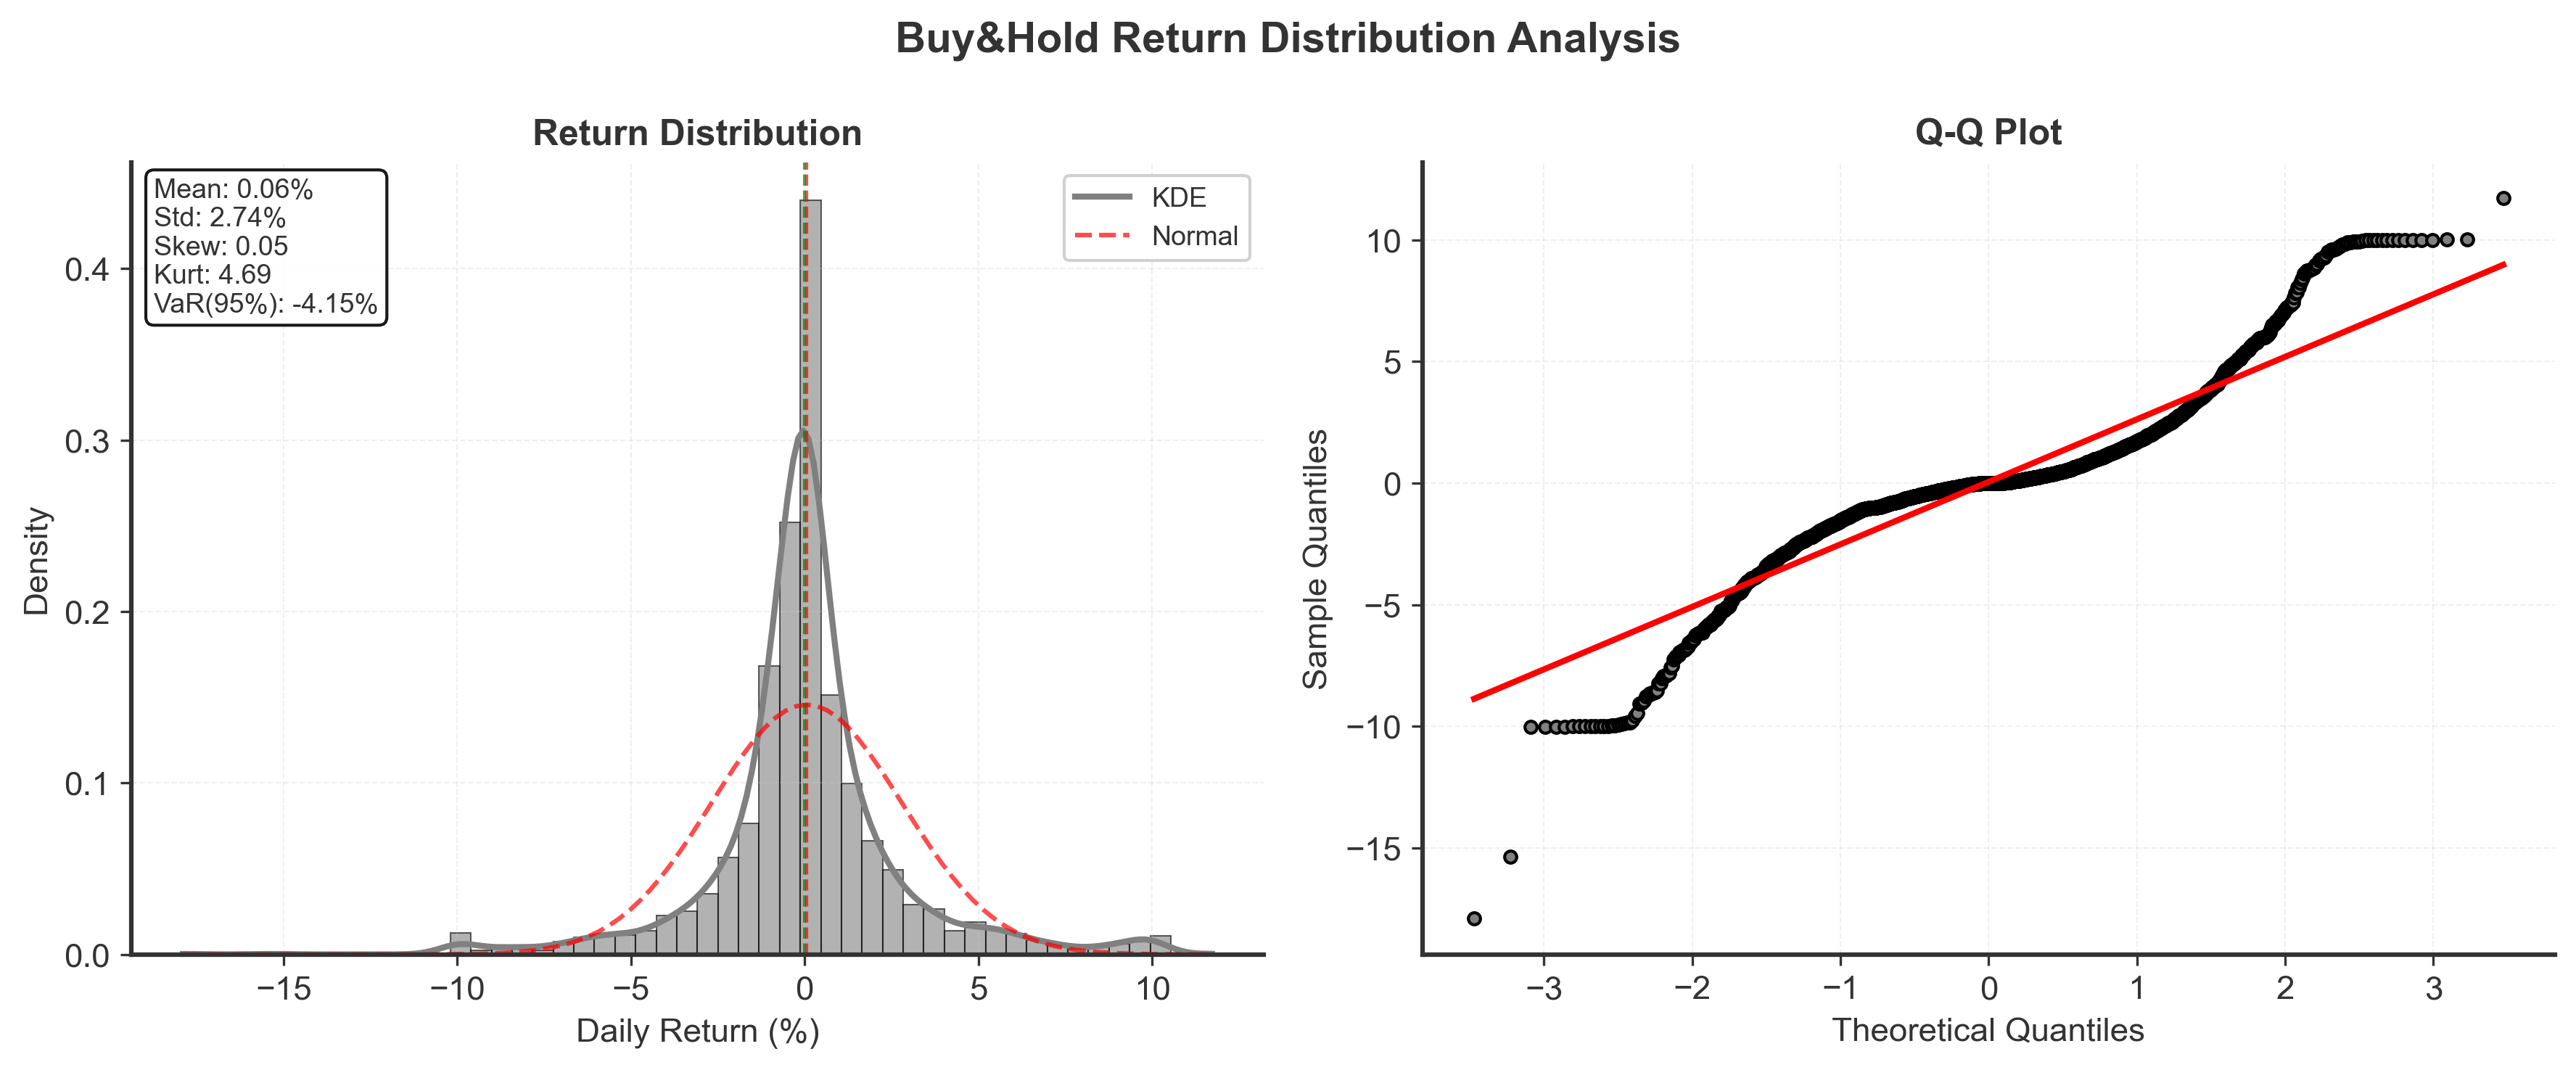 Buy&Hold Return Distribution Analysis
Return Distribution
Mean: 0.06%
Std: 2.74%
Skew: 0.05
Kurt: 4.69
VaR(95%): -4.15%
KDE
Normal
Density
0.4
0.3
0.2
0.1
0.0
−15
−10
−5
0
5
10
Daily Return (%)
Q-Q Plot
Sample Quantiles
10
5
0
−5
−10
−15
−3
−2
−1
0
1
2
3
Theoretical Quantiles